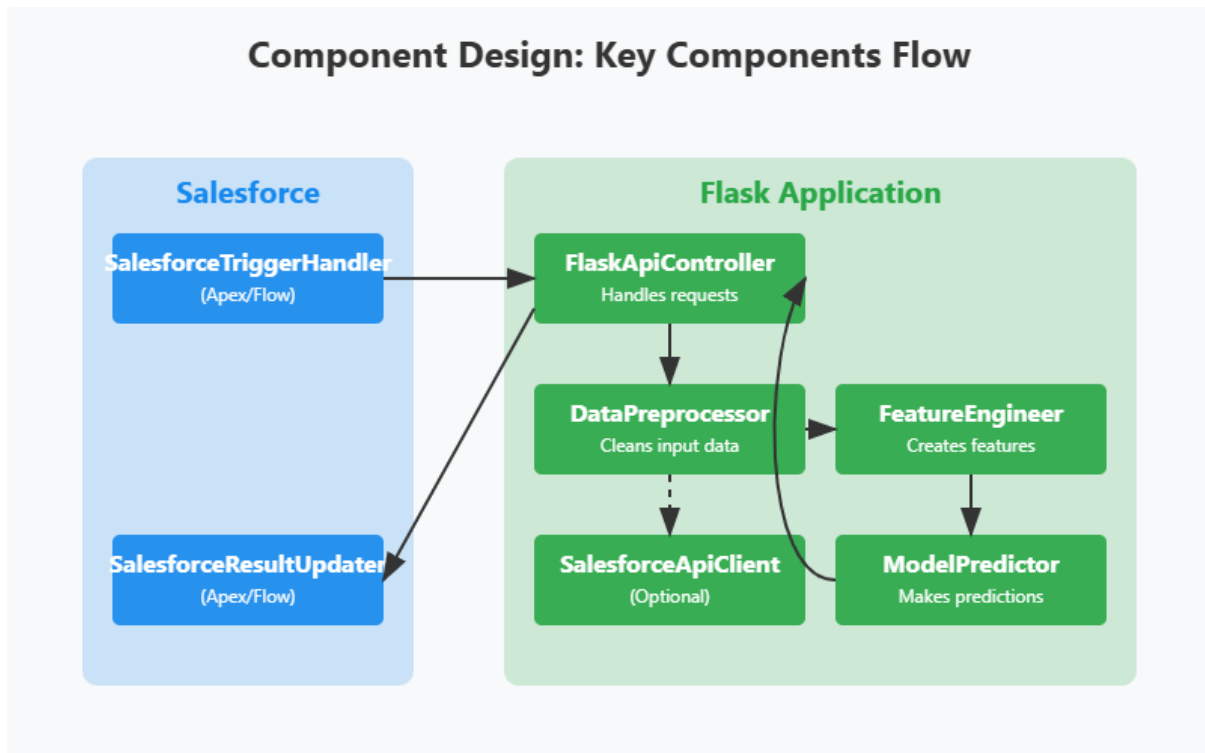 Component Design: Key Components Flow
Salesforce
SalesforceTriggerHandler
(Apex/Flow)
SalesforceResultUpdater
(Apex/Flow)
Flask Application
FlaskApiController
Handles requests
DataPreprocessor
Cleans input data
FeatureEngineer
Creates features
SalesforceApiClient
(Optional)
ModelPredictor
Makes predictions